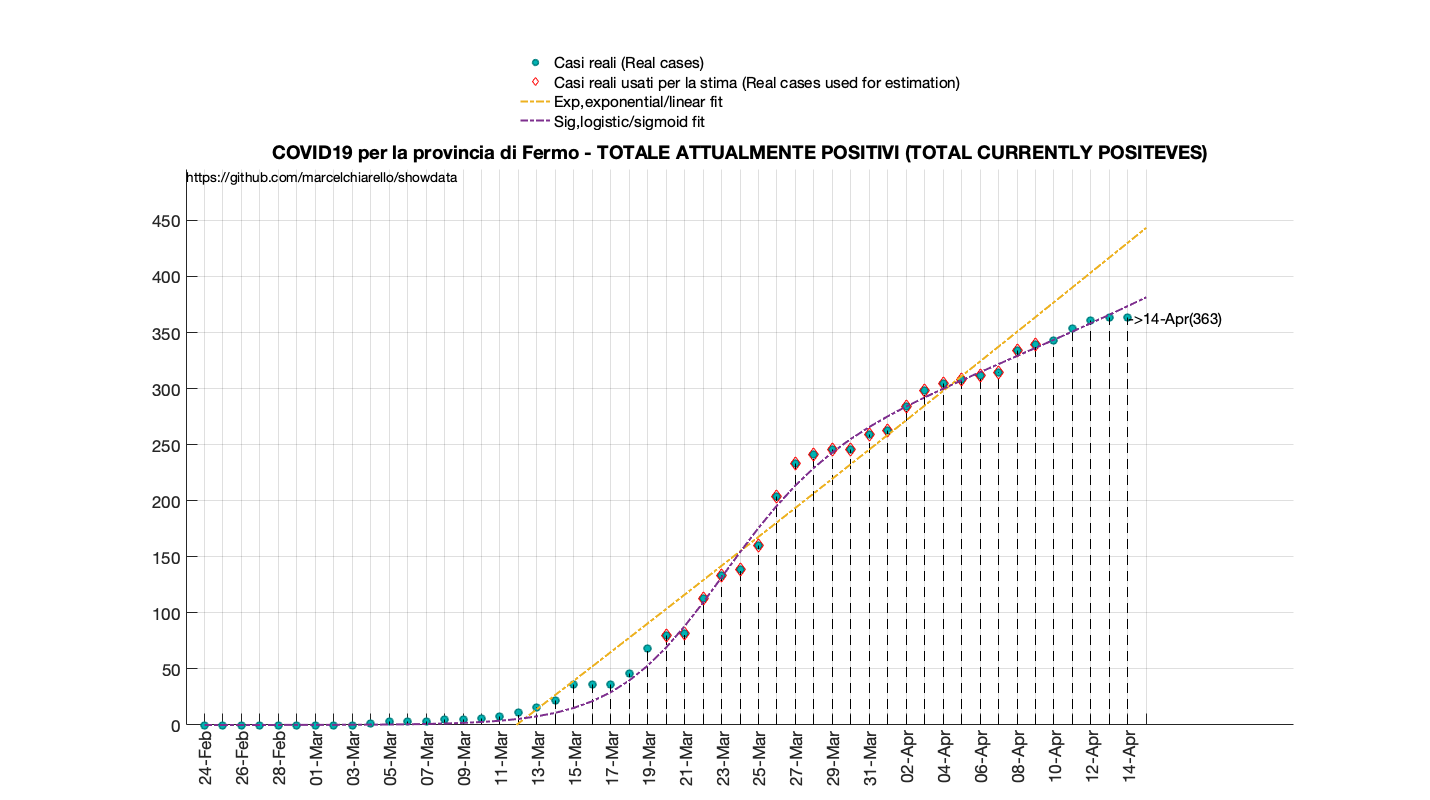 Casi reali (Real cases)
Casi reali usati per la stima (Real cases used for estimation)
Exp,exponential/linear fit
Sig,logistic/sigmoid fit
COVID19 per la provincia di Fermo - TOTALE ATTUALMENTE POSITIVI (TOTAL CURRENTLY POSITEVES)
https://github.com/marcelchiarello/showdata
450
400
350
300
250
200
150
100
50
0
->14-Apr(363)
24-Feb
26-Feb
28-Feb
01-Mar
03-Mar
05-Mar
07-Mar
09-Mar
11-Mar
13-Mar
15-Mar
17-Mar
19-Mar
21-Mar
23-Mar
25-Mar
27-Mar
29-Mar
31-Mar
02-Apr
04-Apr
06-Apr
08-Apr
10-Apr
12-Apr
14-Apr